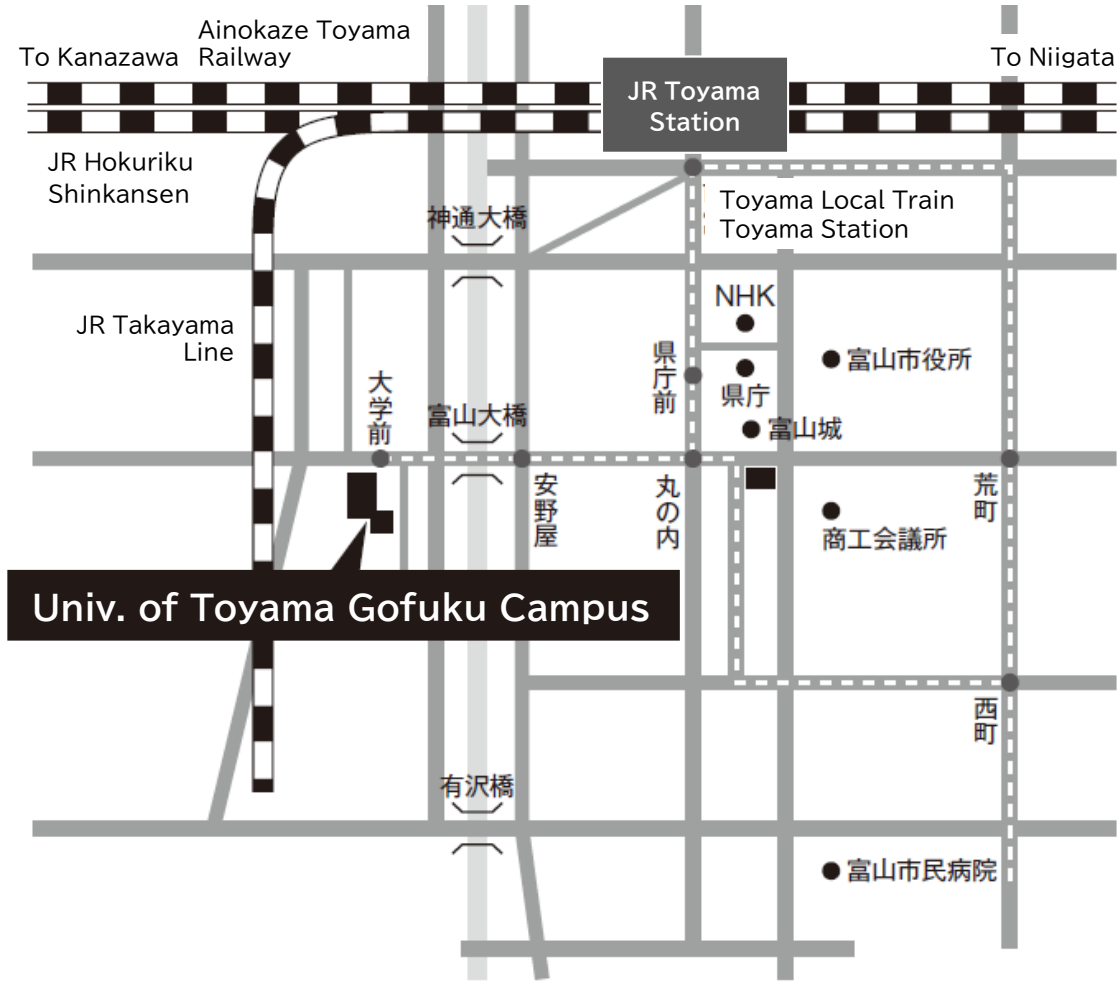 Ainokaze Toyama
Railway
To Kanazawa
To Niigata
JR Toyama
Station
JR Hokuriku
Shinkansen
Toyama Local Train
Toyama Station
神通大橋
NHK
JR Takayama
Line
県庁前
富山市役所
大学前
県庁
富山大橋
富山城
安野屋
丸の内
荒町
商工会議所
Univ. of Toyama Gofuku Campus
西町
有沢橋
富山市民病院